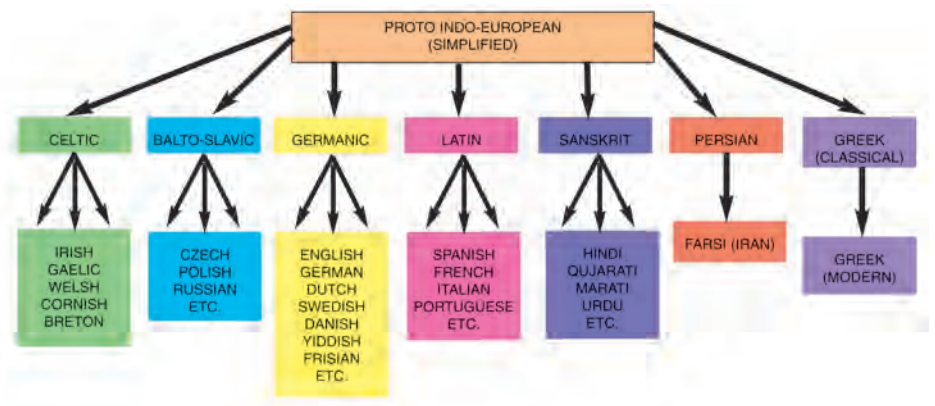 PROTO INDO-EUROPEAN
(SIMPLIFIED)
CELTIC
BALTO-SLAVIC
GERMANIC
LATIN
SANSKRIT
PERSIAN
GREEK
(CLASSICAL)
IRISH
GAELIC
WELSH
CORNISH
BRETON
CZECH
POLISH
RUSSIAN
ETC.
ENGLISH
GERMAN
DUTCH
SWEDISH
DANISH
YIDDISH
FRISIAN
ETC.
SPANISH
FRENCH
ITALIAN
PORTUGUESE
ETC.
HINDI
QUJARATI
MARATI
URDU
ETC.
FARSI (IRAN)
GREEK
(MODERN)